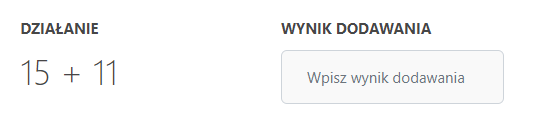 DZIAŁANIE
WYNIK DODAWANIA
15 + 11
Wpisz wynik dodawania